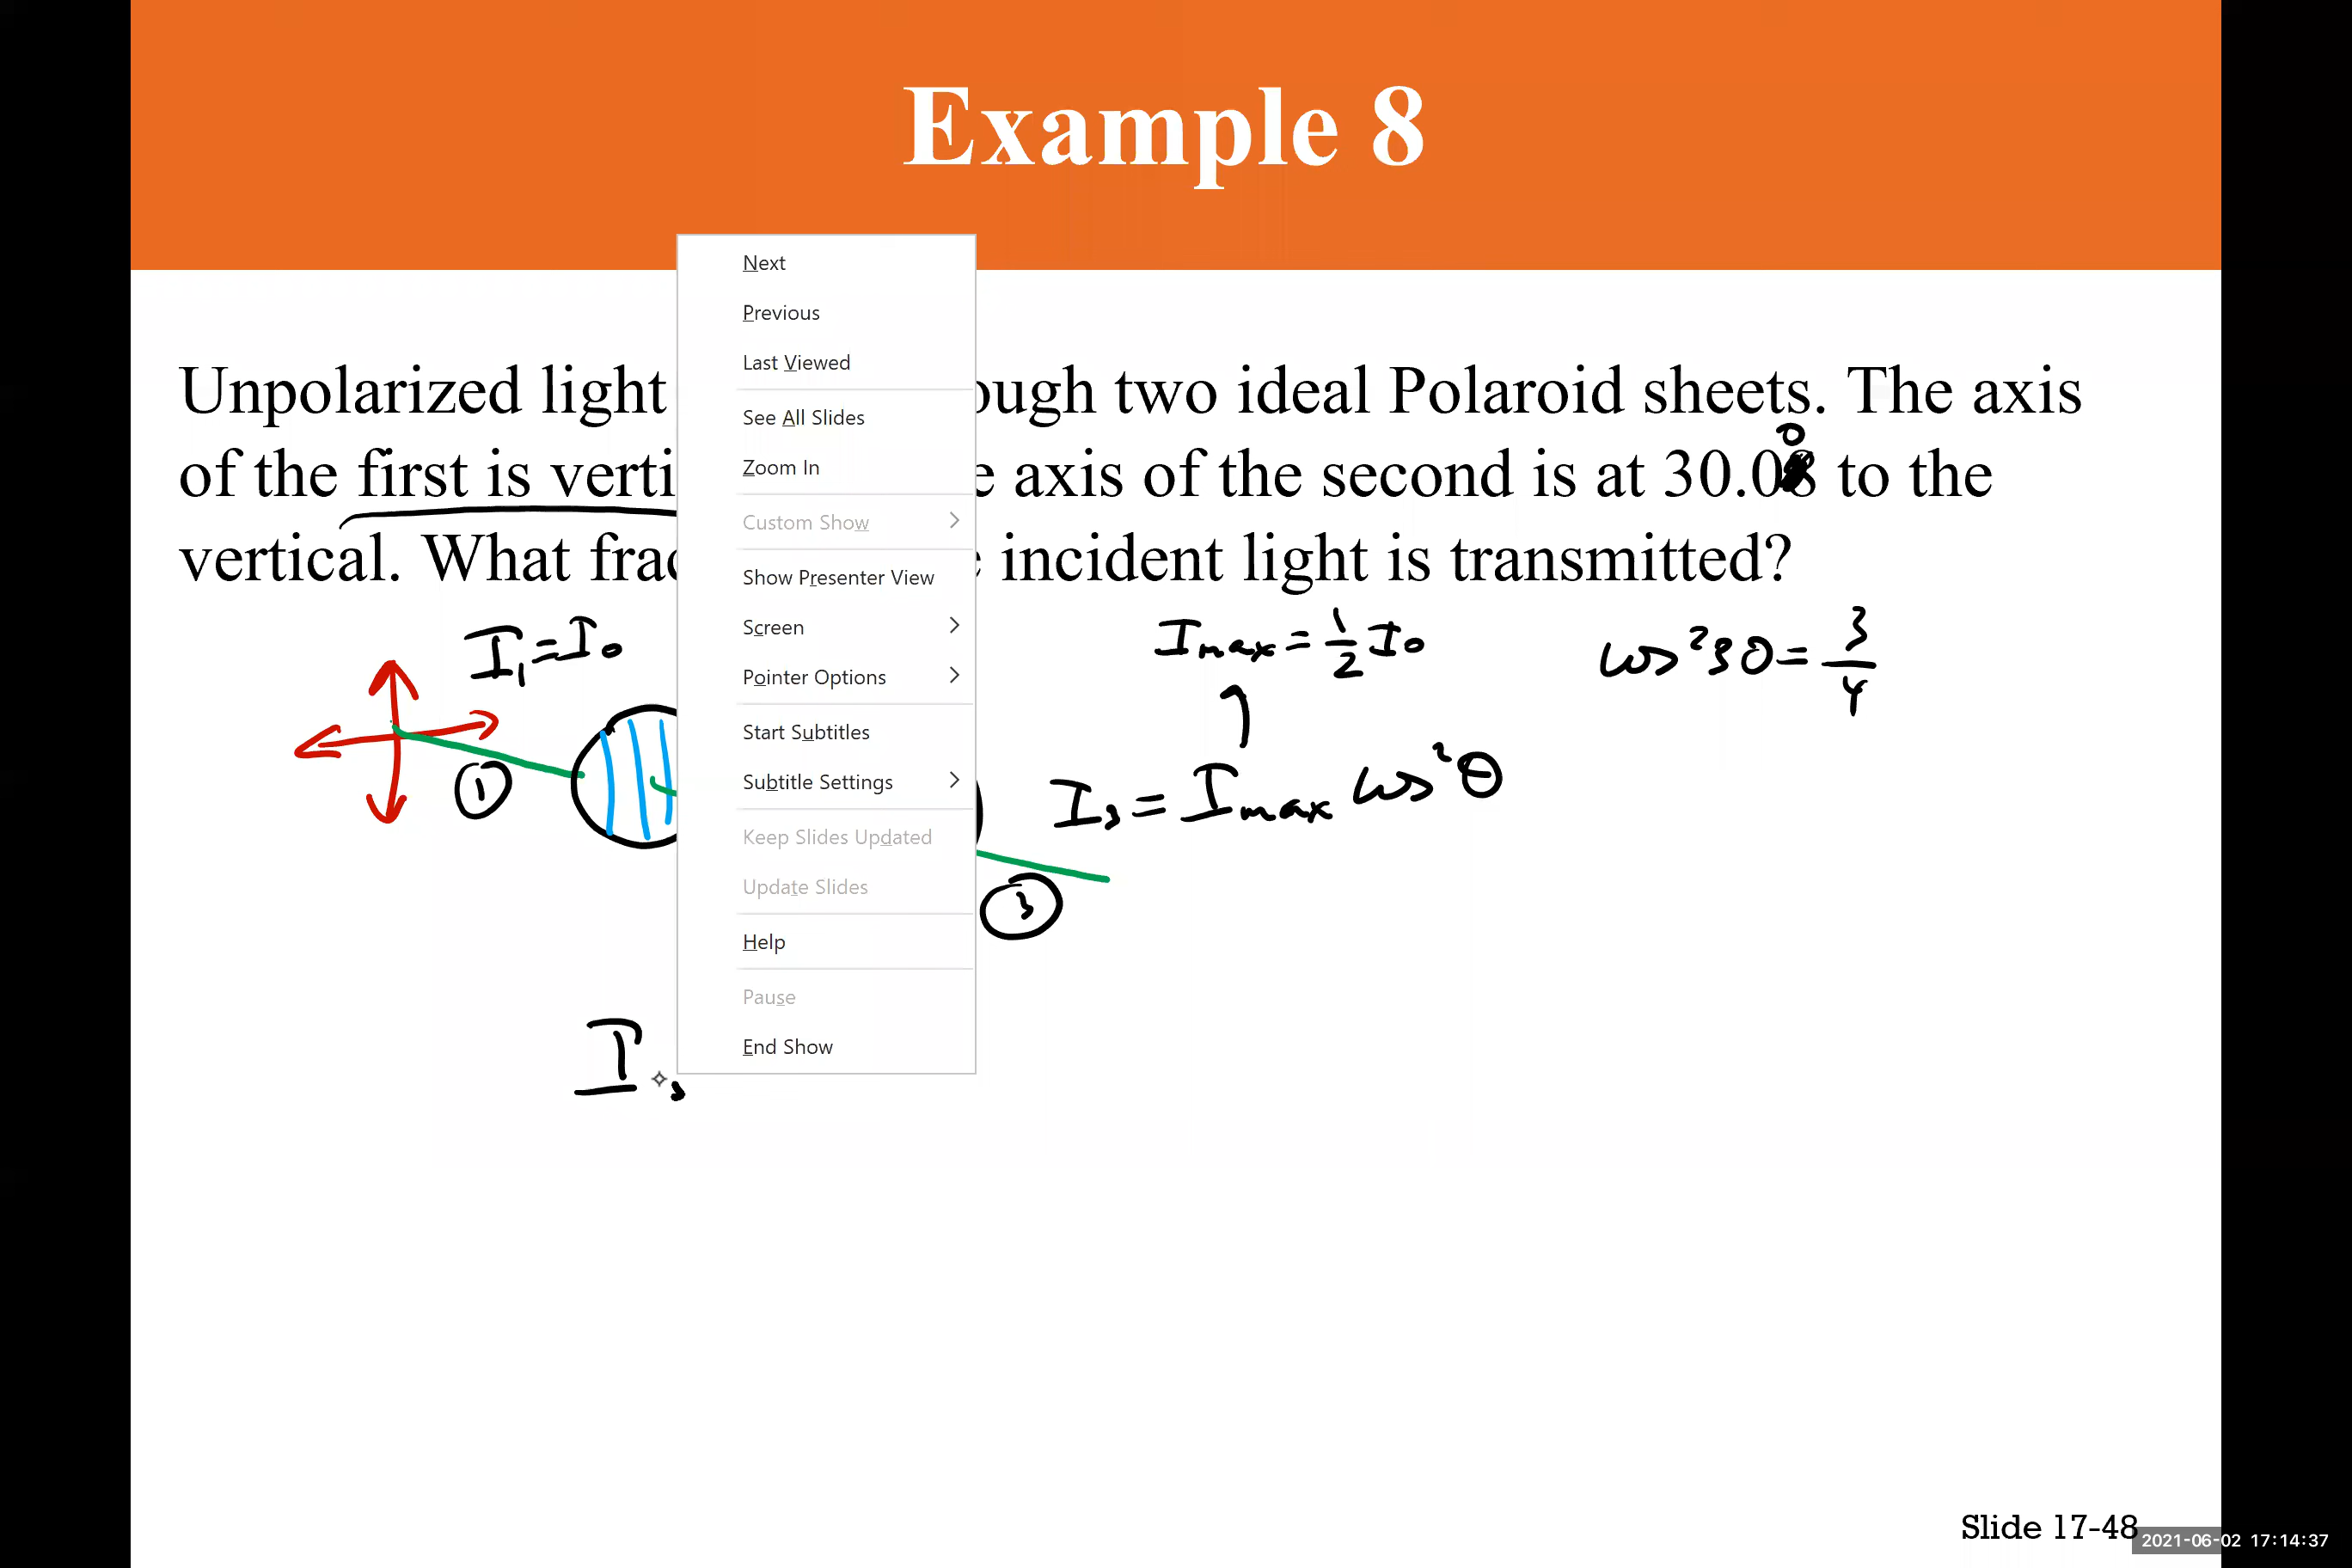 Example 8
Unpolarized light ough two ideal Polaroid sheets. The axis
of the first is verti e axis of the second is at 30.0° to the
vertical. What frac incident light is transmitted?
Next
Previous
Last Viewed
See All Slides
Zoom In
Custom Show
Show Presenter View
Screen
Pointer Options
Start Subtitles
Subtitle Settings
Keep Slides Updated
Update Slides
Help
Pause
End Show
I₁=I₀
Imax=½I₀
cos²30=3/4
①
I₃=Imax cos²θ
③
I₃
Slide 17-48
2021-06-02 17:14:37